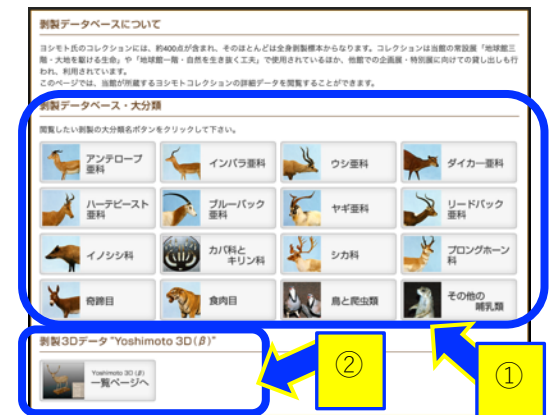 剝製データベースについて
ヨシモト氏のコレクションには、約400点が含まれ、そのほとんどは全身剝製標本からなります。コレクションは当館の常設展「地球館三
階・大地を駆ける生命」や「地球館一階・自然を生き抜く工夫」で使用されているほか、他館での企画展・特別展に向けての貸し出しも行
われ、利用されています。
このページでは、当館が所蔵するヨシモトコレクションの詳細データを閲覧することができます。
剝製データベース・大分類
閲覧したい剝製の大分類名ボタンをクリックして下さい。
アンテロープ
亜科
インパラ亜科
ウシ亜科
ダイカー亜科
ハーテビースト
亜科
ブルーバック
亜科
ヤギ亜科
リードバック
亜科
イノシシ科
カバ科と
キリン科
シカ科
プロングホーン
科
奇蹄目
食肉目
鳥と爬虫類
その他の
哺乳類
剝製3Dデータ "Yoshimoto 3D(β)"
Yoshimoto 3D (β)
一覧ページへ
②
①